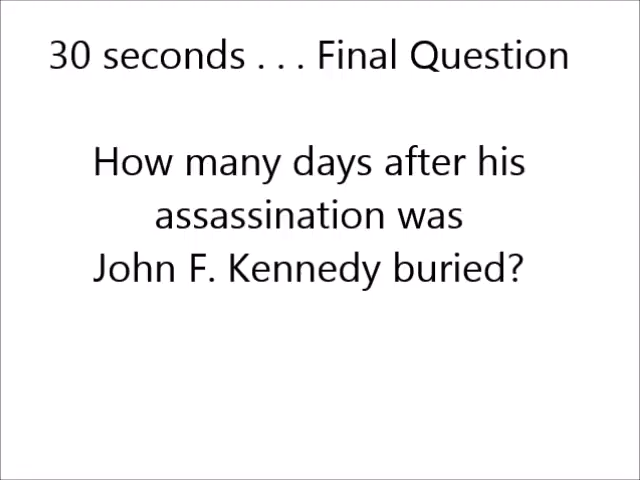 30 seconds . . . Final Question
How many days after his
assassination was
John F. Kennedy buried?